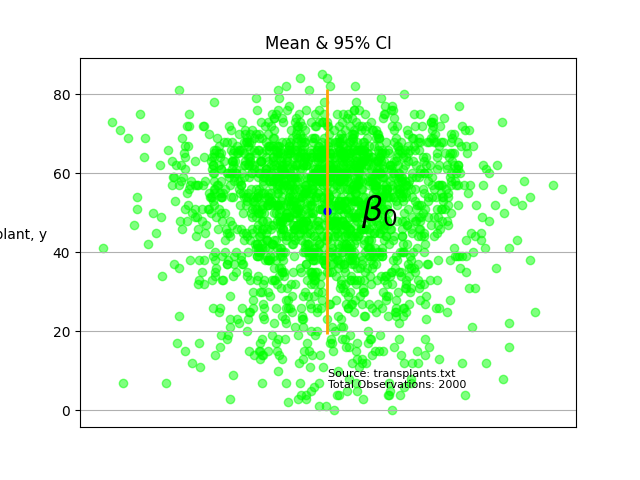 Mean & 95% CI
80
60
β₀
plant, y
40
20
Source: transplants.txt
Total Observations: 2000
0